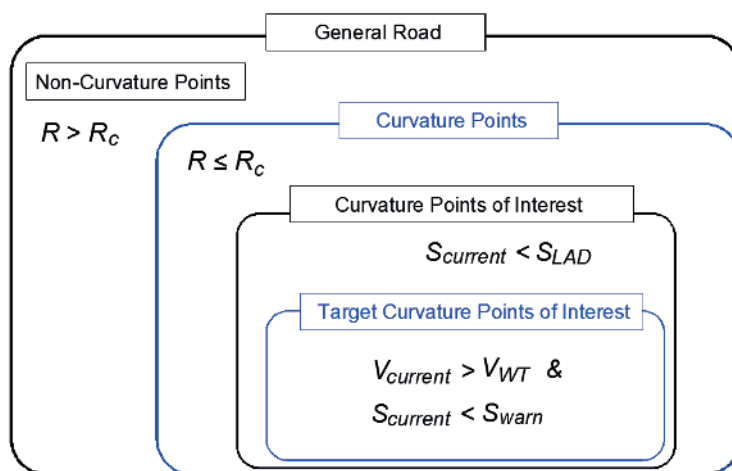 General Road
Non-Curvature Points
R > Rc
Curvature Points
R ≤ Rc
Curvature Points of Interest
Scurrent < SLAD
Target Curvature Points of Interest
Vcurrent > VWT &
Scurrent < Swarn